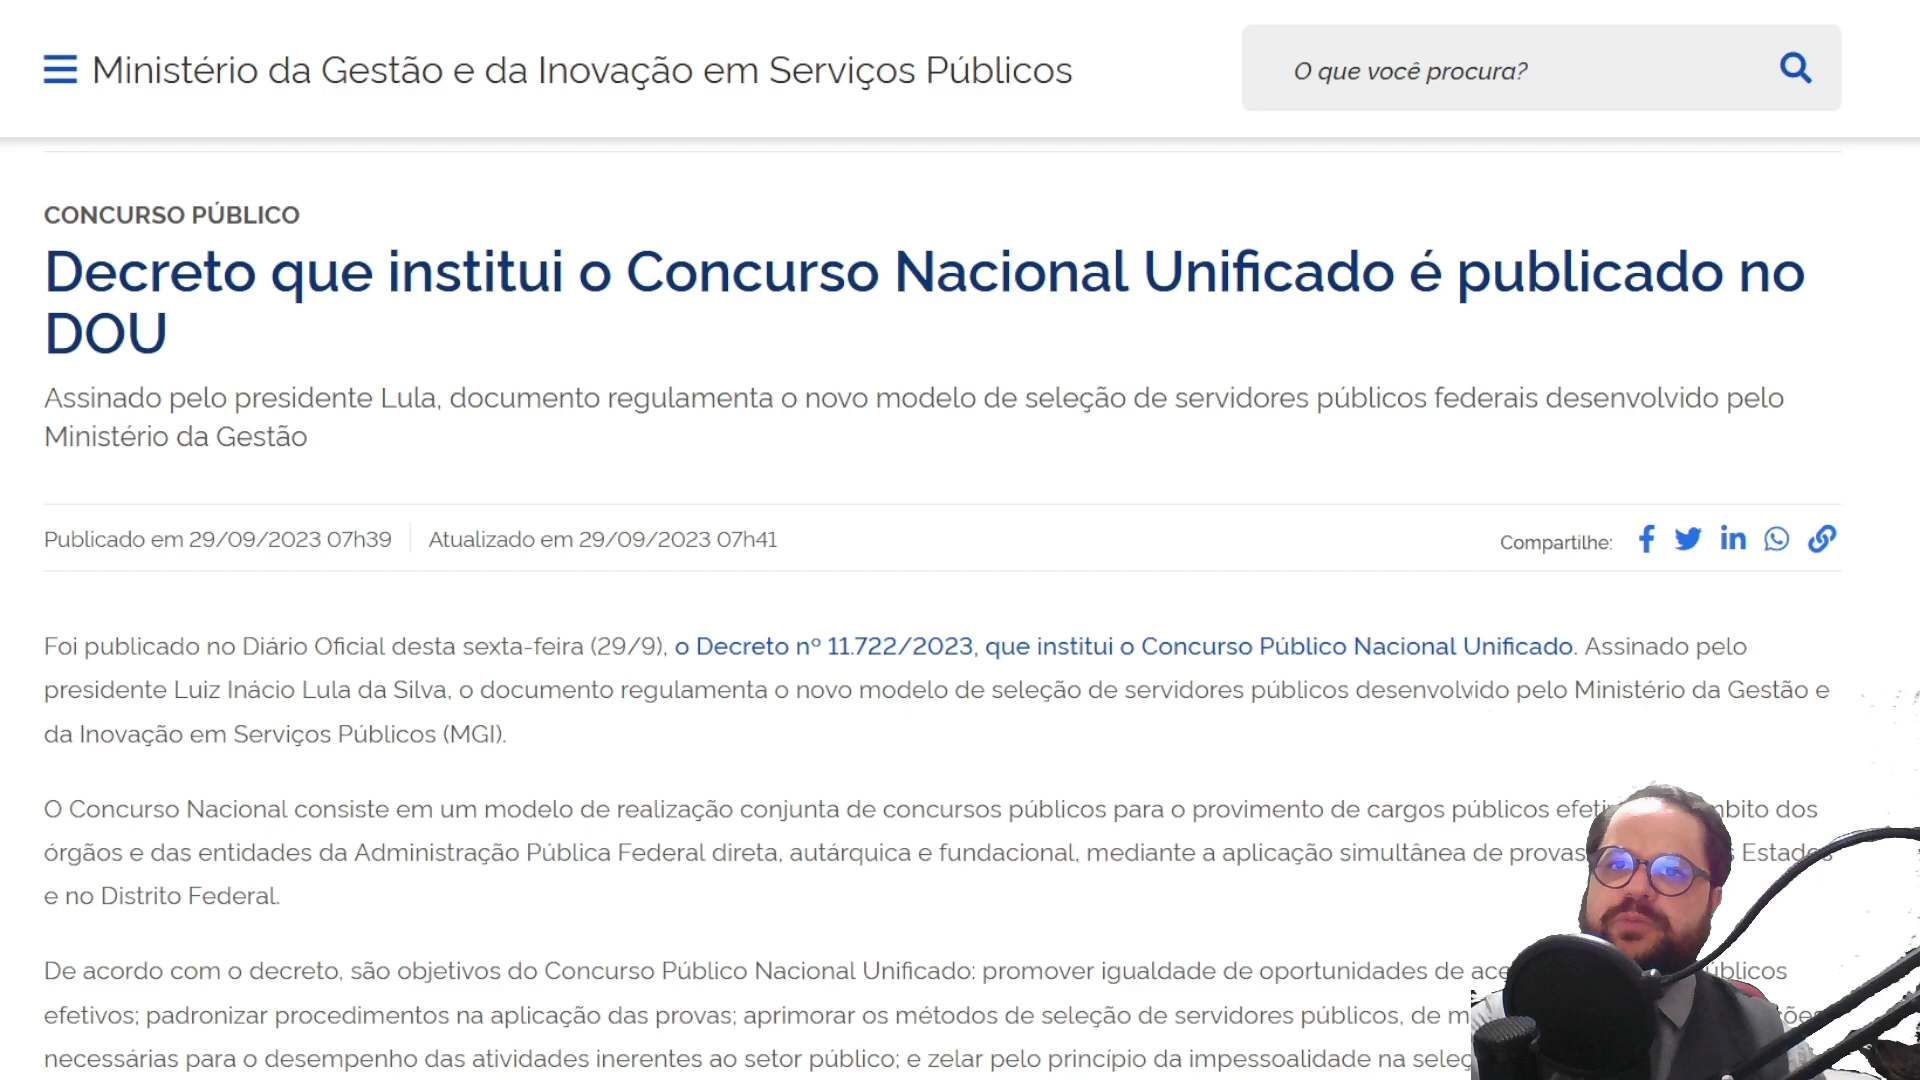 Ministério da Gestão e da Inovação em Serviços Públicos
O que você procura?
CONCURSO PÚBLICO
Decreto que institui o Concurso Nacional Unificado é publicado no
DOU
Assinado pelo presidente Lula, documento regulamenta o novo modelo de seleção de servidores públicos federais desenvolvido pelo
Ministério da Gestão
Publicado em 29/09/2023 07h39
Atualizado em 29/09/2023 07h41
Compartilhe:
Foi publicado no Diário Oficial desta sexta-feira (29/9), o Decreto nº 11.722/2023, que institui o Concurso Público Nacional Unificado. Assinado pelo
presidente Luiz Inácio Lula da Silva, o documento regulamenta o novo modelo de seleção de servidores públicos desenvolvido pelo Ministério da Gestão e
da Inovação em Serviços Públicos (MGI).
O Concurso Nacional consiste em um modelo de realização conjunta de concursos públicos para o provimento de cargos públicos dos
órgãos e das entidades da Administração Pública Federal direta, autárquica e fundacional, mediante a aplicação simultânea de provas Estados
e no Distrito Federal.
De acordo com o decreto, são objetivos do Concurso Público Nacional Unificado: promover igualdade de oportunidades de
efetivos; padronizar procedimentos na aplicação das provas; aprimorar os métodos de seleção de servidores públicos, de
necessárias para o desempenho das atividades inerentes ao setor público; e zelar pelo princípio da impessoalidade na